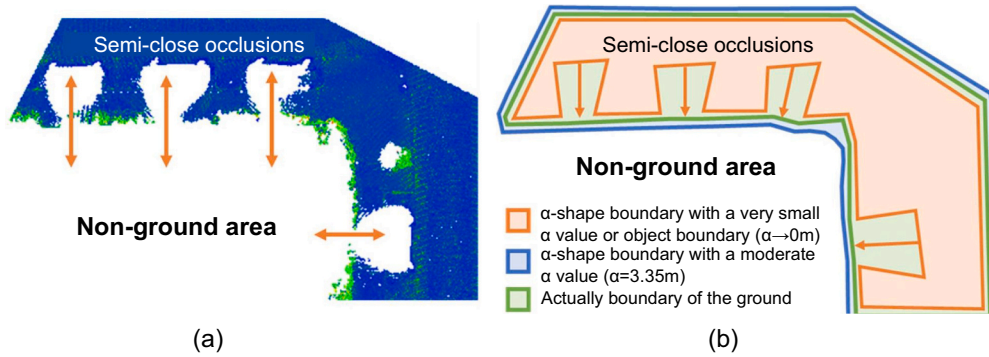 Semi-close occlusions
Non-ground area
(a)
Semi-close occlusions
Non-ground area
α-shape boundary with a very small
α value or object boundary (α→0m)
α-shape boundary with a moderate
α value (α=3.35m)
Actually boundary of the ground
(b)